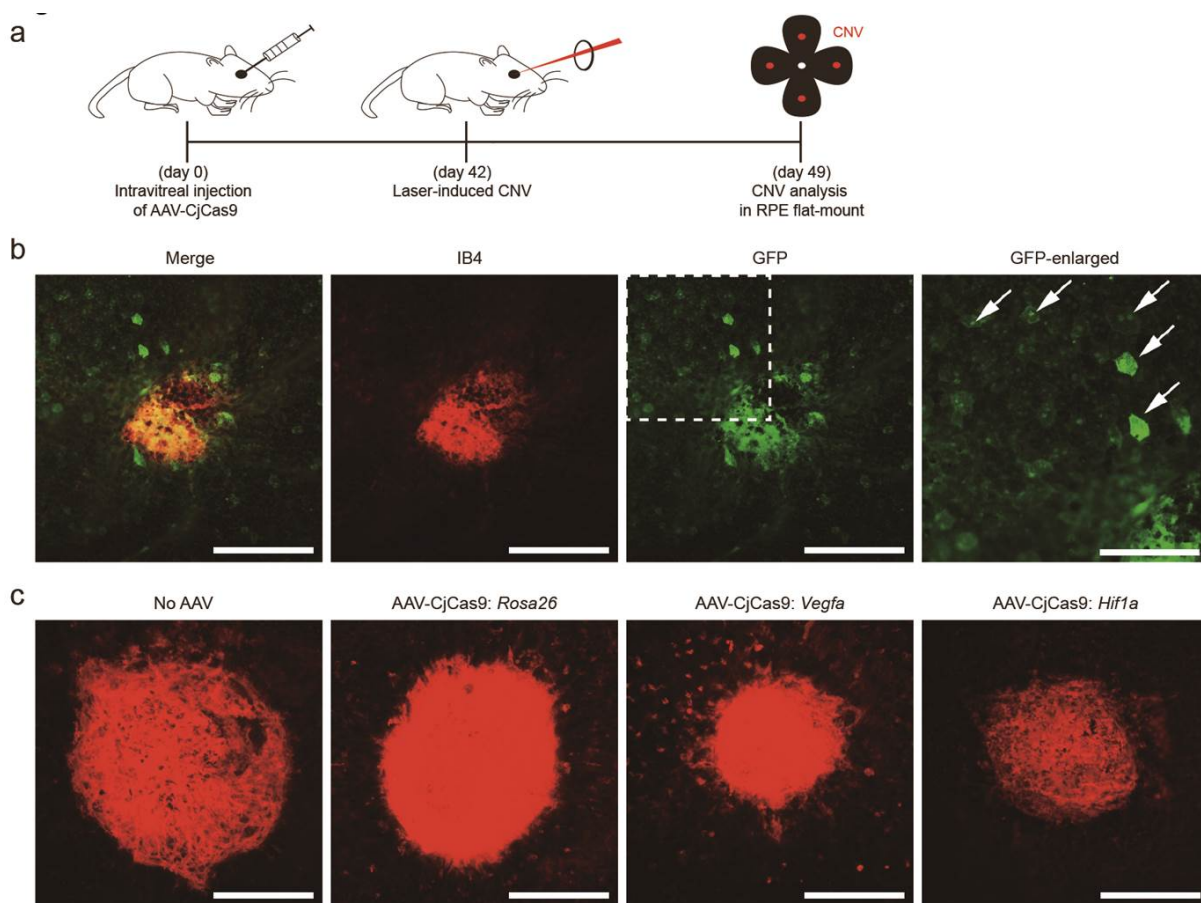 a
CNV
(day 0)
Intravitreal injection
of AAV-CjCas9
(day 42)
Laser-induced CNV
(day 49)
CNV analysis
in RPE flat-mount
b
Merge
IB4
GFP
GFP-enlarged
c
No AAV
AAV-CjCas9: Rosa26
AAV-CjCas9: Vegfa
AAV-CjCas9: Hif1a